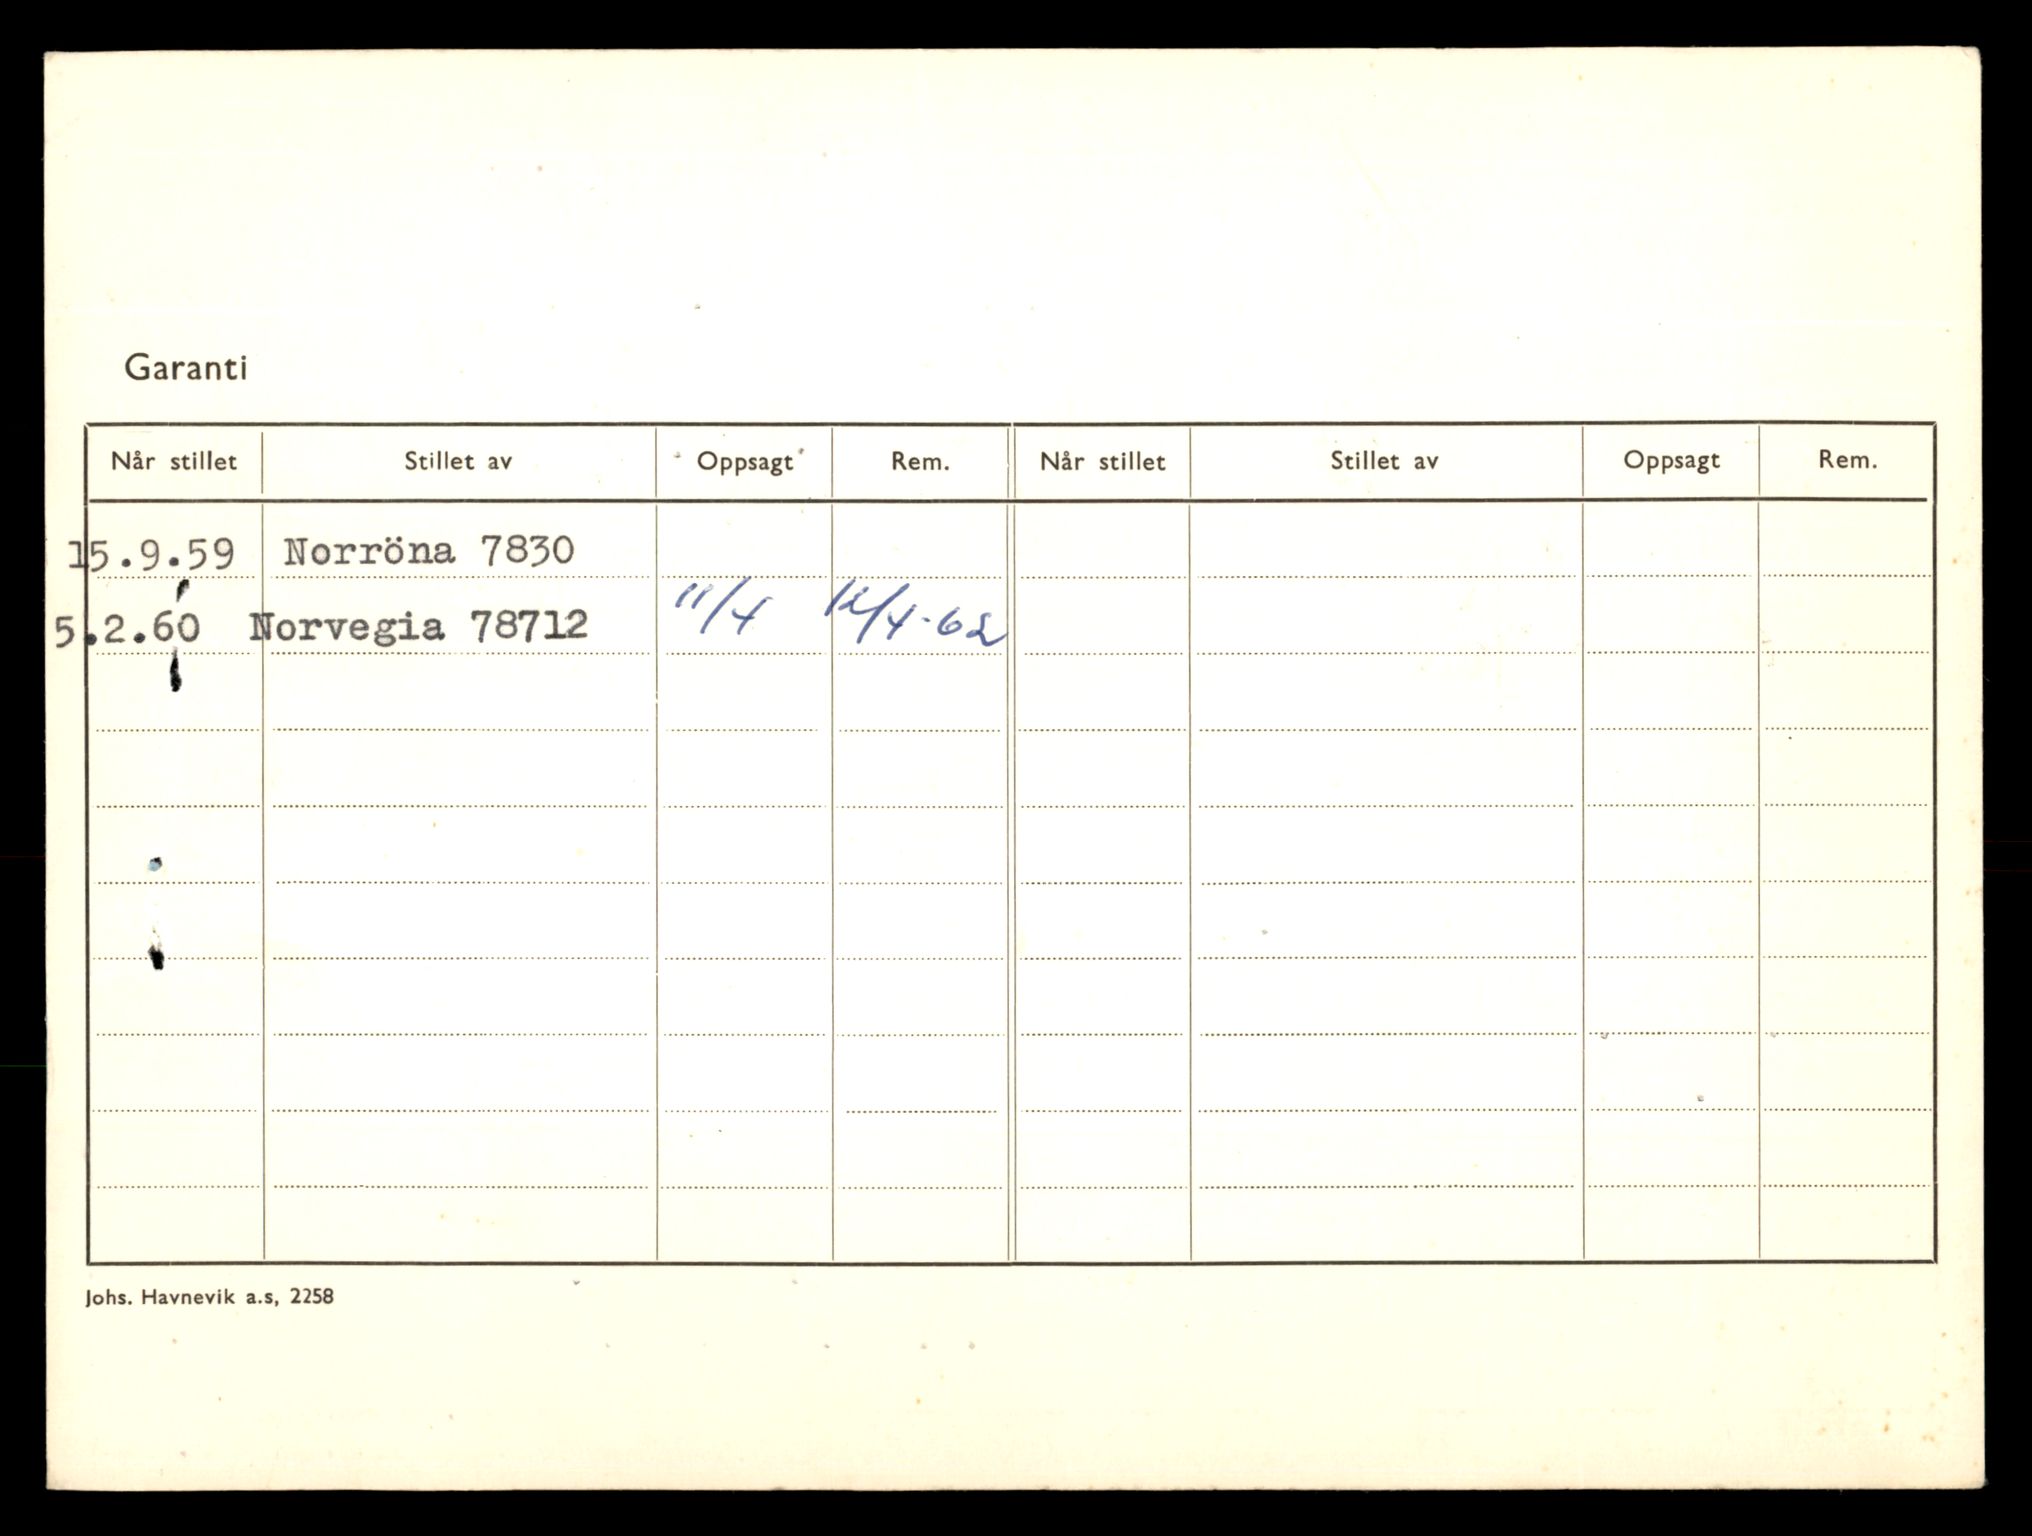 Garanti
Når stillet Stillet av Oppsagt Rem. Når stillet Stillet av Oppsagt Rem.
15.9.59 Norröna 7830
5.2.60 Norvegia 78712 11/4 12/4-62
Johs. Havnevik a.s, 2258